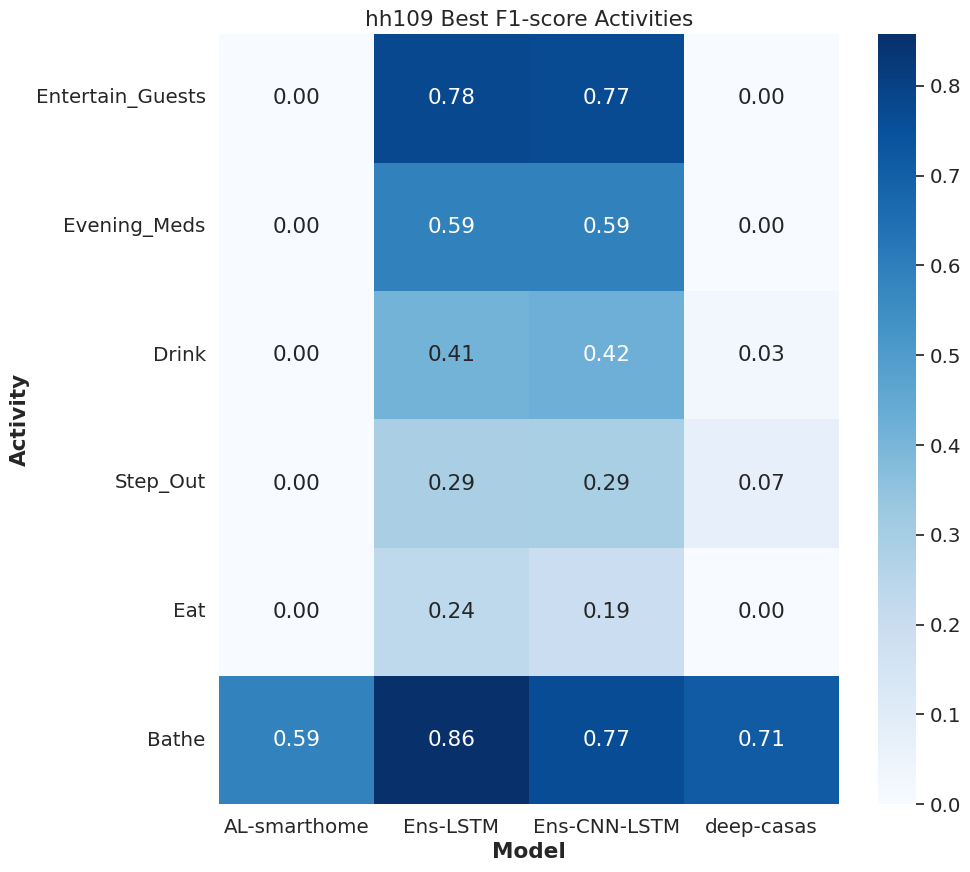 hh109 Best F1-score Activities
Entertain_Guests 0.00 0.78 0.77 0.00
Evening_Meds 0.00 0.59 0.59 0.00
Drink 0.00 0.41 0.42 0.03
Step_Out 0.00 0.29 0.29 0.07
Eat 0.00 0.24 0.19 0.00
Bathe 0.59 0.86 0.77 0.71
AL-smarthome Ens-LSTM Ens-CNN-LSTM deep-casas
Model
Activity
0.8
0.7
0.6
0.5
0.4
0.3
0.2
0.1
0.0